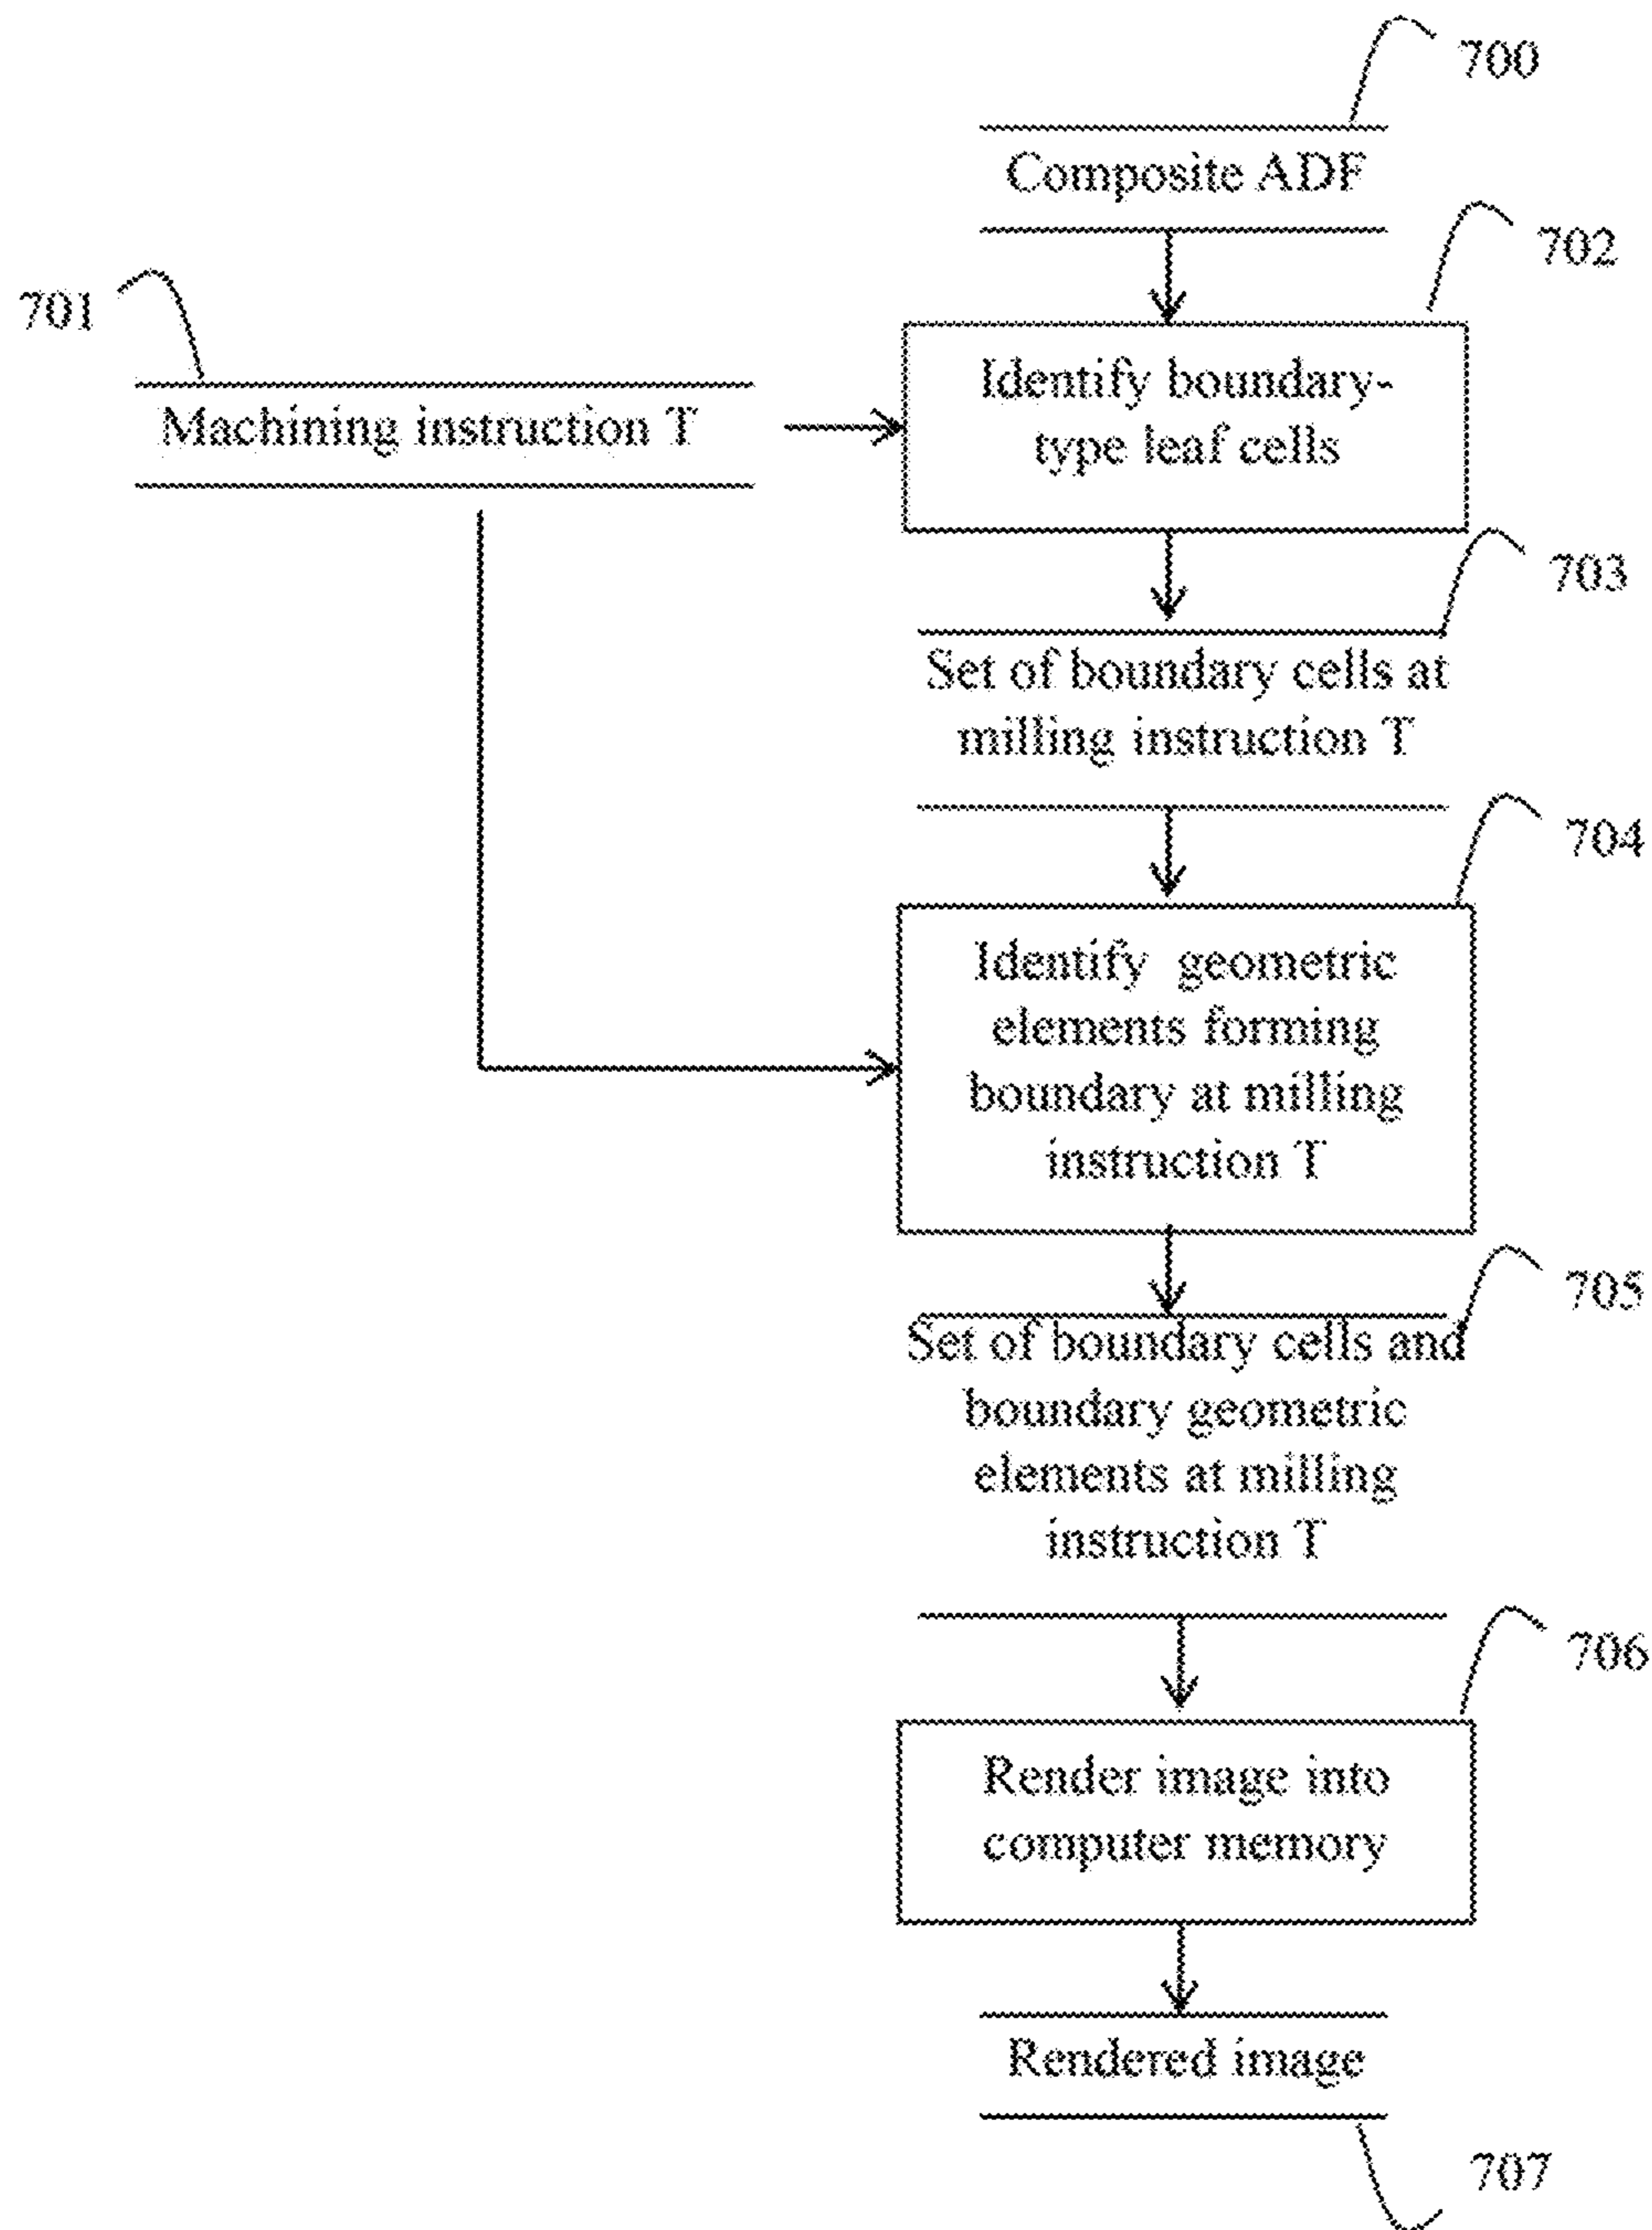 700
Composite ADF
702
701
Identify boundary-
Machining instruction T
type leaf cells
703
Set of boundary cells at
milling instruction T
704
Identify geometric
elements forming
boundary at milling
instruction T
705
Set of boundary cells and
boundary geometric
elements at milling
instruction T
706
Render image into
computer memory
Rendered image
707